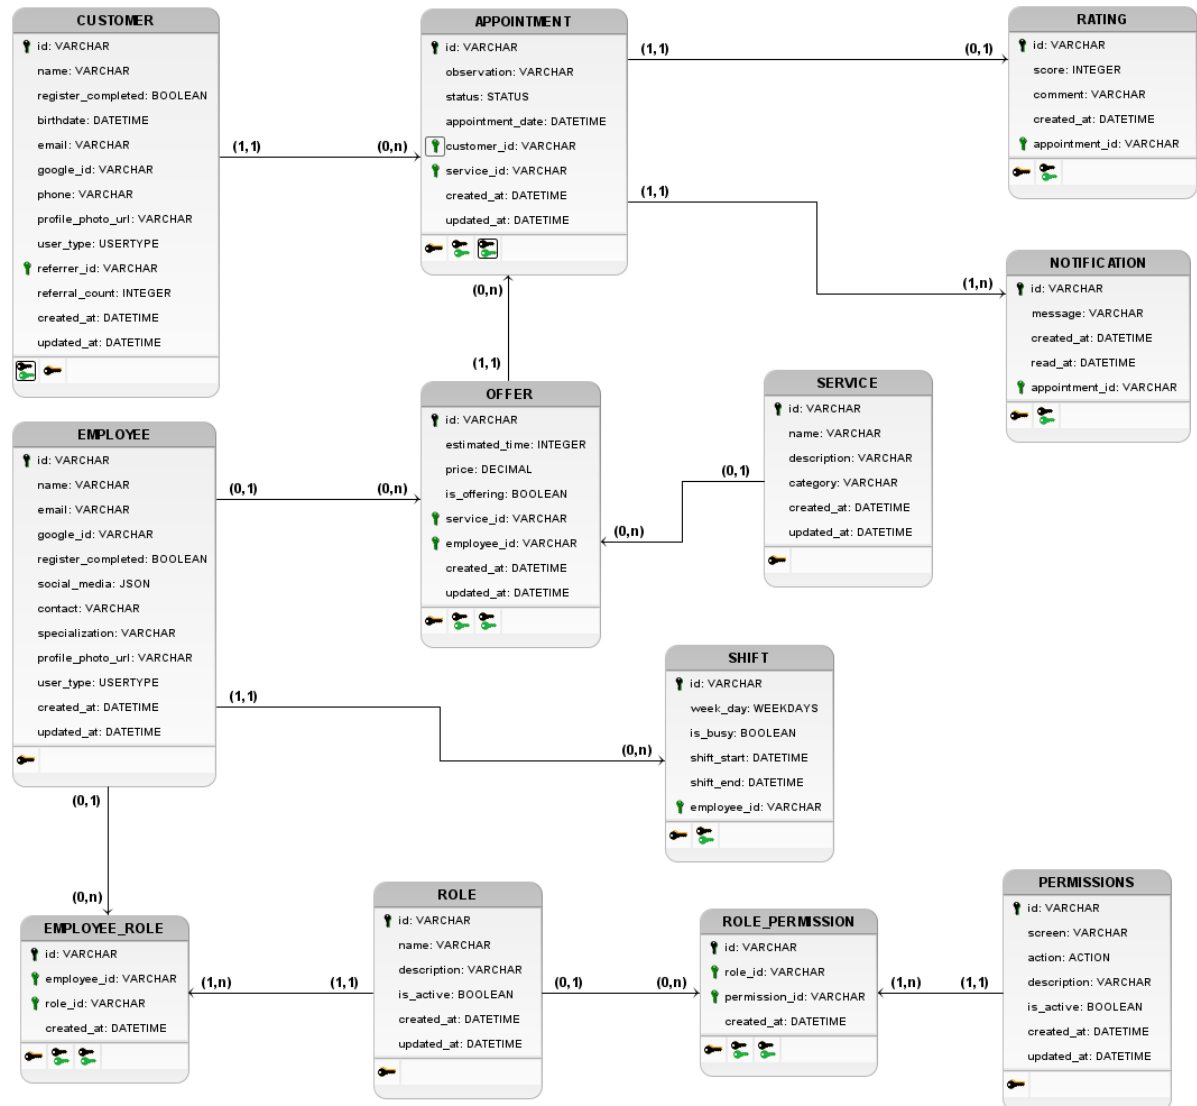 CUSTOMER
id: VARCHAR
name: VARCHAR
register_completed: BOOLEAN
birthdate: DATETIME
email: VARCHAR
google_id: VARCHAR
phone: VARCHAR
profile_photo_url: VARCHAR
user_type: USERTYPE
referrer_id: VARCHAR
referral_count: INTEGER
created_at: DATETIME
updated_at: DATETIME
(1,1)
(0,n)
APPOINTMENT
id: VARCHAR
observation: VARCHAR
status: STATUS
appointment_date: DATETIME
customer_id: VARCHAR
service_id: VARCHAR
created_at: DATETIME
updated_at: DATETIME
(1,1)
(0,1)
RATING
id: VARCHAR
score: INTEGER
comment: VARCHAR
created_at: DATETIME
appointment_id: VARCHAR
(1,1)
(1,n)
NOTIFICATION
id: VARCHAR
message: VARCHAR
created_at: DATETIME
read_at: DATETIME
appointment_id: VARCHAR
(0,n)
(1,1)
OFFER
id: VARCHAR
estimated_time: INTEGER
price: DECIMAL
is_offering: BOOLEAN
service_id: VARCHAR
employee_id: VARCHAR
created_at: DATETIME
updated_at: DATETIME
SERVICE
id: VARCHAR
name: VARCHAR
description: VARCHAR
category: VARCHAR
created_at: DATETIME
updated_at: DATETIME
(0,1)
(0,n)
EMPLOYEE
id: VARCHAR
name: VARCHAR
email: VARCHAR
google_id: VARCHAR
register_completed: BOOLEAN
social_media: JSON
contact: VARCHAR
specialization: VARCHAR
profile_photo_url: VARCHAR
user_type: USERTYPE
created_at: DATETIME
updated_at: DATETIME
(0,1)
(0,n)
(1,1)
(0,n)
SHIFT
id: VARCHAR
week_day: WEEKDAYS
is_busy: BOOLEAN
shift_start: DATETIME
shift_end: DATETIME
employee_id: VARCHAR
(0,1)
(0,n)
EMPLOYEE_ROLE
id: VARCHAR
employee_id: VARCHAR
role_id: VARCHAR
created_at: DATETIME
(1,n)
(1,1)
ROLE
id: VARCHAR
name: VARCHAR
description: VARCHAR
is_active: BOOLEAN
created_at: DATETIME
updated_at: DATETIME
(0,1)
(0,n)
ROLE_PERMISSION
id: VARCHAR
role_id: VARCHAR
permission_id: VARCHAR
created_at: DATETIME
(1,n)
(1,1)
PERMISSIONS
id: VARCHAR
screen: VARCHAR
action: ACTION
description: VARCHAR
is_active: BOOLEAN
created_at: DATETIME
updated_at: DATETIME